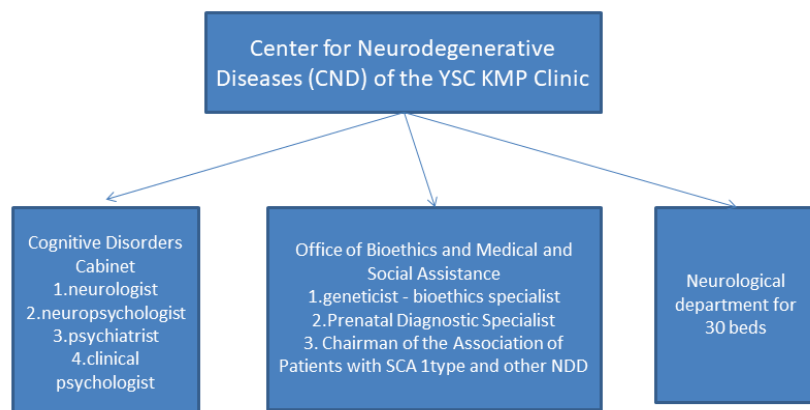 Center for Neurodegenerative
Diseases (CND) of the YSC KMP Clinic
Cognitive Disorders
Cabinet
1.neurologist
2.neuropsychologist
3.psychiatrist
4.clinical
psychologist
Office of Bioethics and Medical and
Social Assistance
1.geneticist - bioethics specialist
2.Prenatal Diagnostic Specialist
3. Chairman of the Association of
Patients with SCA 1type and other NDD
Neurological
department for
30 beds